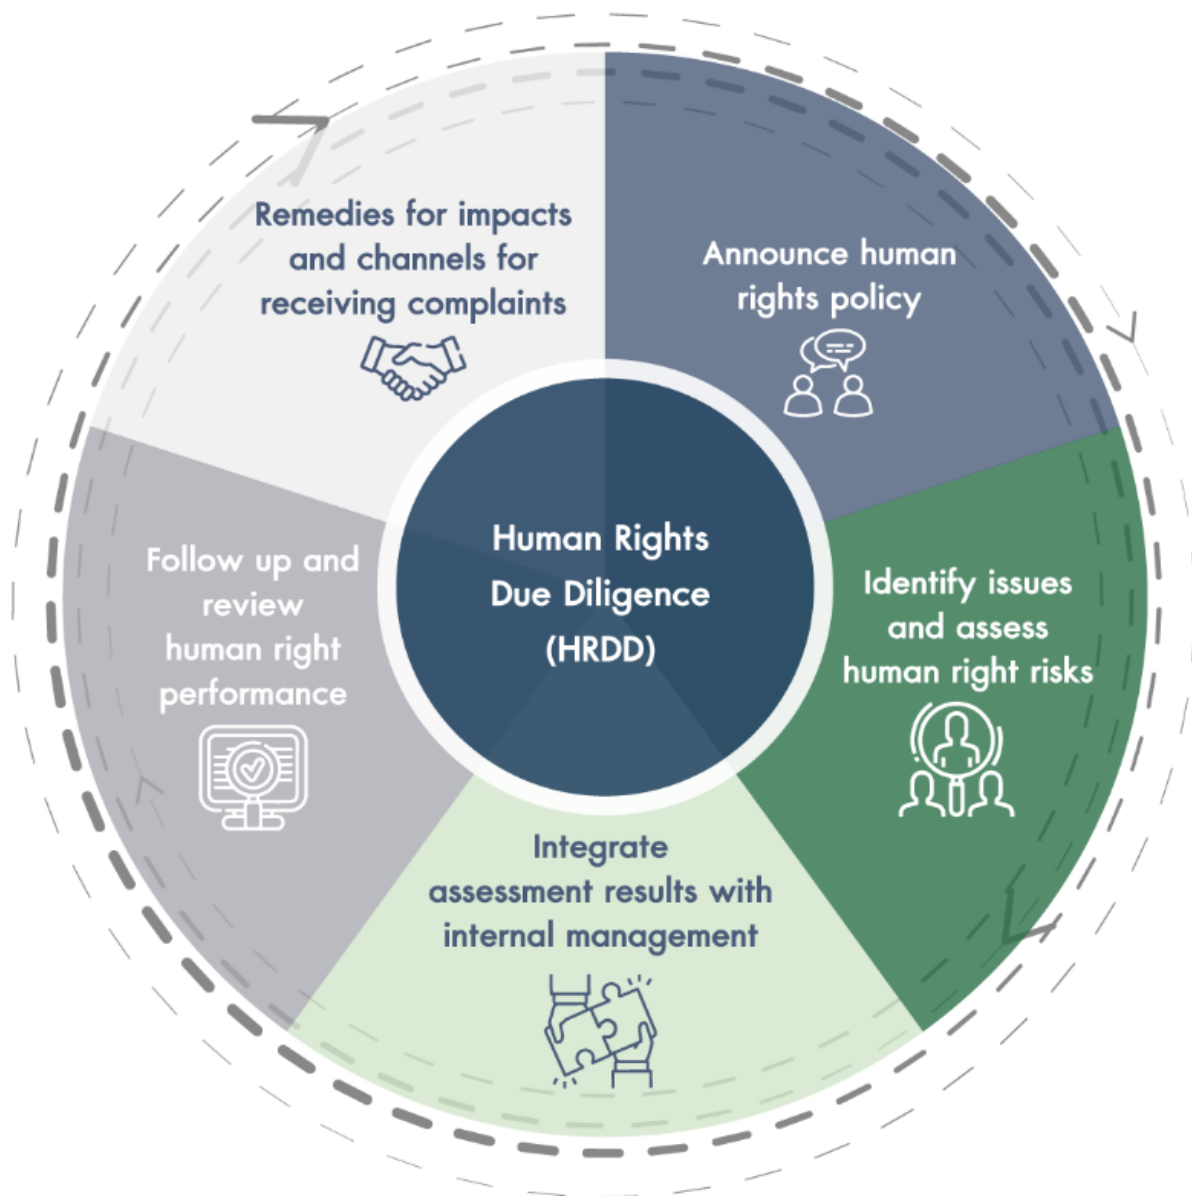 Remedies for impacts
and channels for
receiving complaints
Announce human
rights policy
Human Rights
Due Diligence
(HRDD)
Identify issues
and assess
human right risks
Integrate
assessment results with
internal management
Follow up and
review
human right
performance